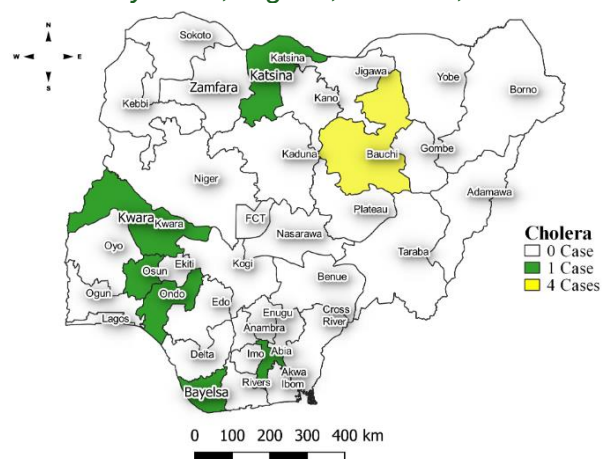 N
W
E
S
Sokoto
Katsina
Katsina
Jigawa
Yobe
Borno
Zamfara
Kano
Kebbi
Kaduna
Bauchi
Gombe
Niger
Adamawa
Plateau
Kwara
Kwara
FCT
Nasarawa
Taraba
Oyo
Osun
Ekiti
Kogi
Benue
Ogun
Ondo
Edo
Lagos
Enugu
Anambra
Cross
River
Delta
Imo
Abia
Bayelsa
Rivers
Akwa
Ibom
Cholera
0 Case
1 Case
4 Cases
0 100 200 300 400 km